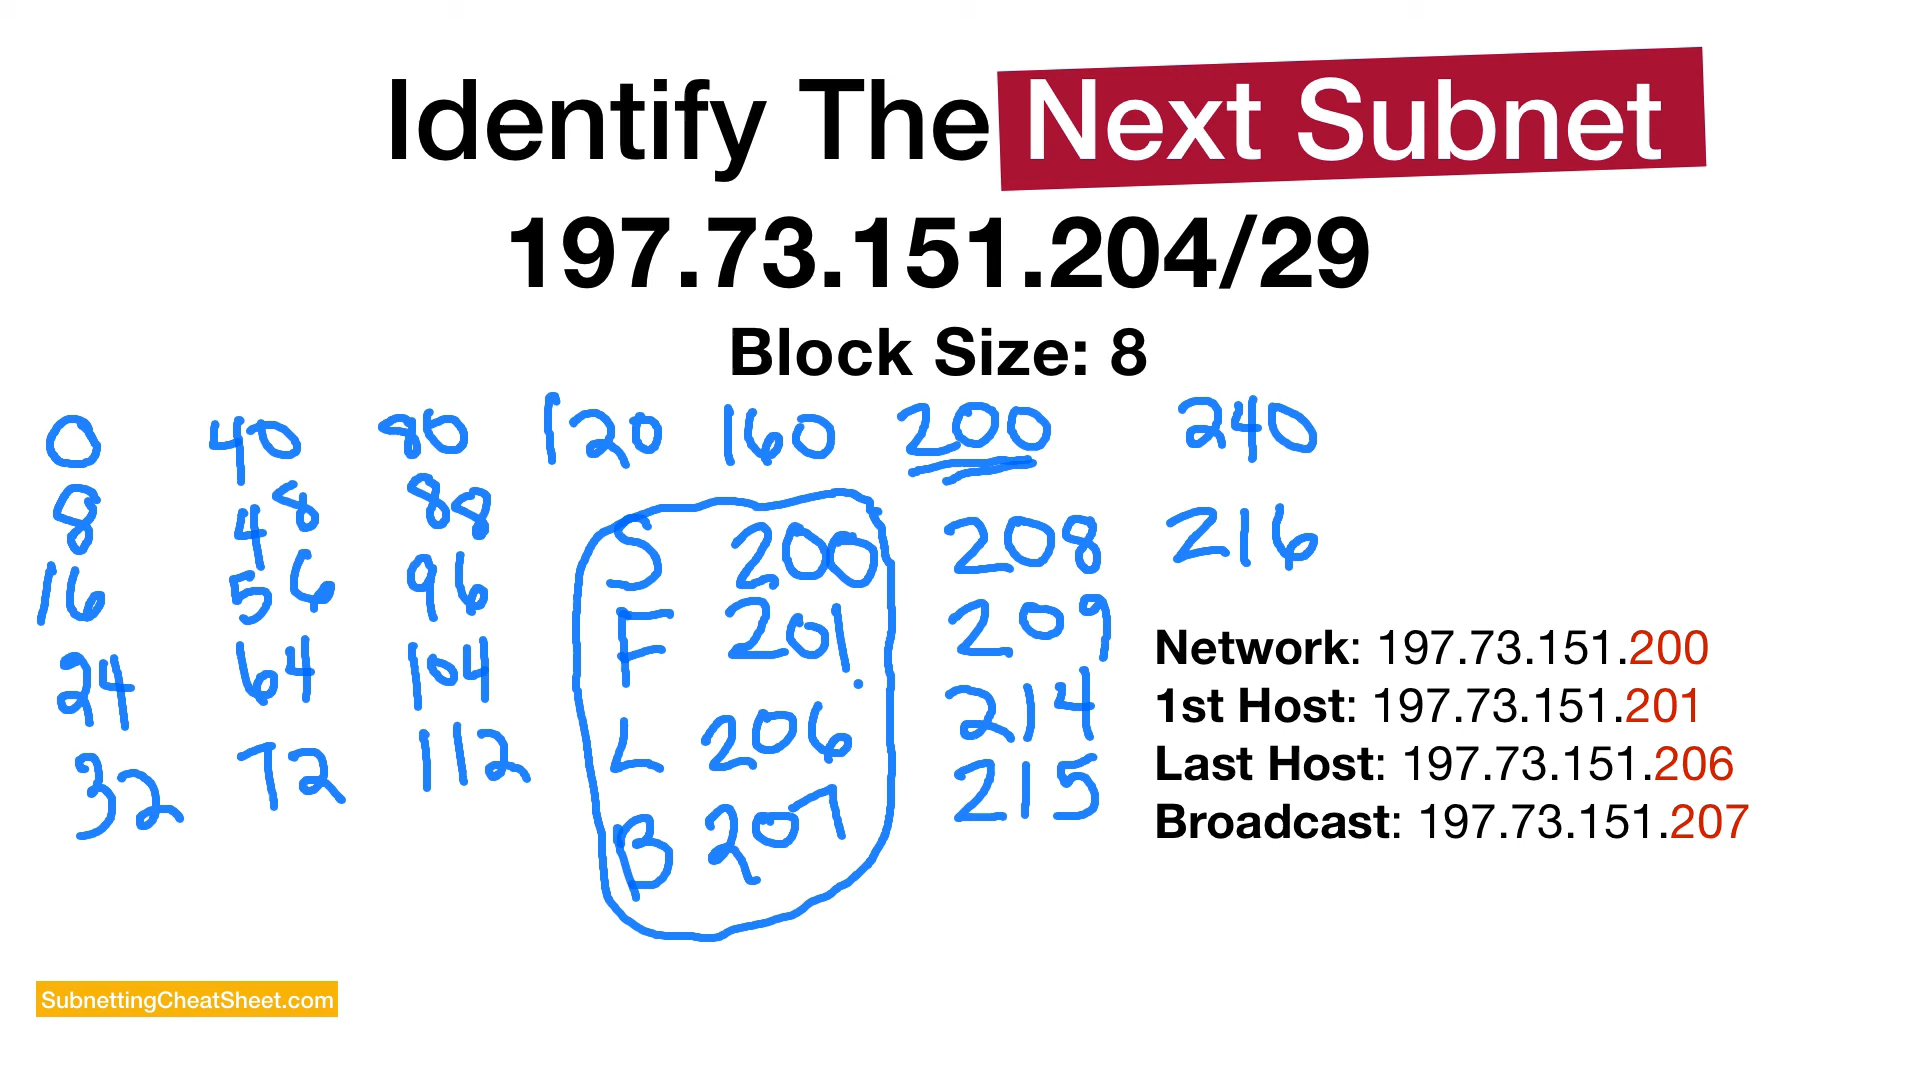 Identify The Next Subnet
197.73.151.204/29
Block Size: 8
0 40 80 120 160 200 240
8 48 88
16 56 96
24 64 104
32 72 112
S 200 208 216
F 201 209
L 206 214
B 207 215
Network: 197.73.151.200
1st Host: 197.73.151.201
Last Host: 197.73.151.206
Broadcast: 197.73.151.207
SubnettingCheatSheet.com